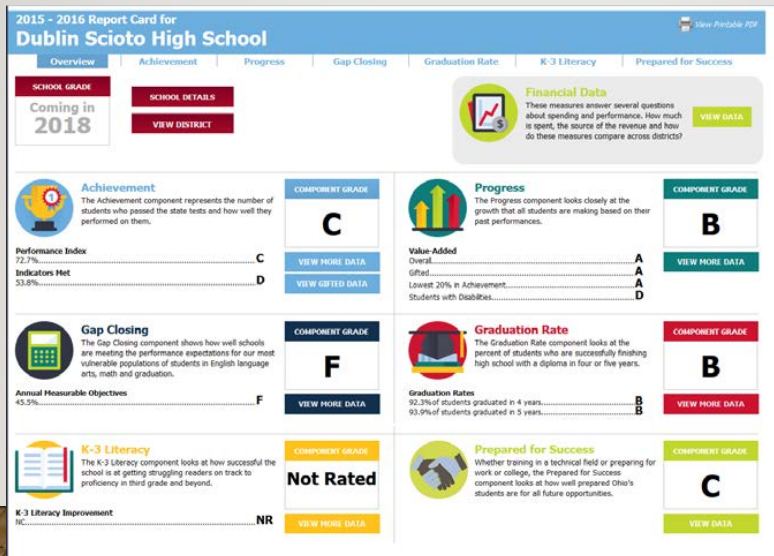 2015 - 2016 Report Card for
Dublin Scioto High School
View Printable PDF
Overview
Achievement
Progress
Gap Closing
Graduation Rate
K-3 Literacy
Prepared for Success
SCHOOL GRADE
Coming in
2018
SCHOOL DETAILS
VIEW DISTRICT
Financial Data
These measures answer several questions
about spending and performance. How much
is spent, the source of the revenue and how
do these measures compare across districts?
VIEW DATA
Achievement
The Achievement component represents the number of
students who passed the state tests and how well they
performed on them.
COMPONENT GRADE
C
Performance Index
72.7%...C
Indicators Met
53.8%...D
VIEW MORE DATA
VIEW GIFTED DATA
Progress
The Progress component looks closely at the
growth that all students are making based on their
past performances.
COMPONENT GRADE
B
Value-Added
Overall...A
Gifted...A
Lowest 20% in Achievement...A
Students with Disabilities...D
VIEW MORE DATA
Gap Closing
The Gap Closing component shows how well schools
are meeting the performance expectations for our most
vulnerable populations of students in English language
arts, math and graduation.
COMPONENT GRADE
F
Annual Measurable Objectives
45.5%...F
VIEW MORE DATA
Graduation Rate
The Graduation Rate component looks at the
percent of students who are successfully finishing
high school with a diploma in four or five years.
COMPONENT GRADE
B
Graduation Rates
92.3% of students graduated in 4 years...B
93.9% of students graduated in 5 years...B
VIEW MORE DATA
K-3 Literacy
The K-3 Literacy component looks at how successful the
school is at getting struggling readers on track to
proficiency in third grade and beyond.
COMPONENT GRADE
Not Rated
K-3 Literacy Improvement
NC...NR
VIEW MORE DATA
Prepared for Success
Whether training in a technical field or preparing for
work or college, the Prepared for Success
component looks at how well prepared Ohio's
students are for all future opportunities.
COMPONENT GRADE
C
VIEW DATA